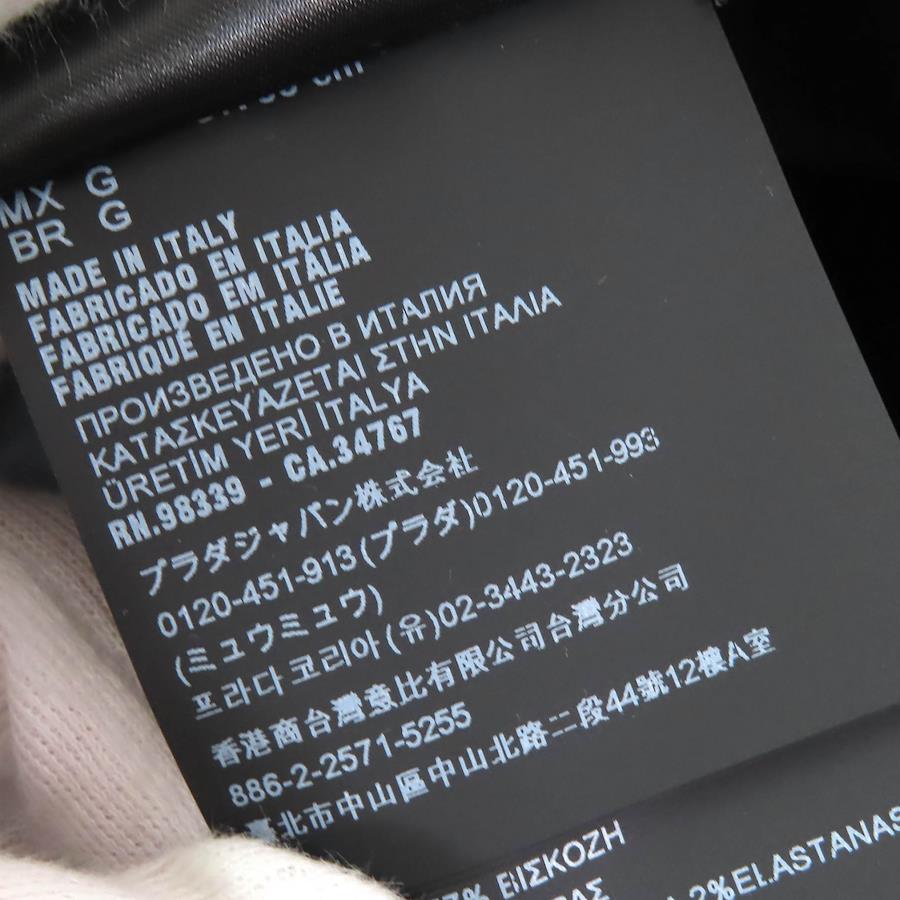 cm
MX G
BR G
MADE IN ITALY
FABRICADO EN ITALIA
FABRICADO EM ITÁLIA
FABRIQUÉ EN ITALIE
ПРОИЗВЕДЕНО В ИТАЛИЯ
ΚΑΤΑΣΚΕΥΑΖΕΤΑΙ ΣΤΗΝ ΙΤΑΛΙΑ
ÜRETİM YERİ İTALYA
RN.98339 - CA.34767
プラダジャパン株式会社
0120-451-913(プラダ)0120-451-993
(ミュウミュウ)
프라다코리아(유)02-3443-2323
香港商台灣意比有限公司台灣分公司
886-2-2571-5255
臺北市中山區中山北路二段44號12樓A室
ΒΙΣΚΟΖΗ
2%ELASTANAS